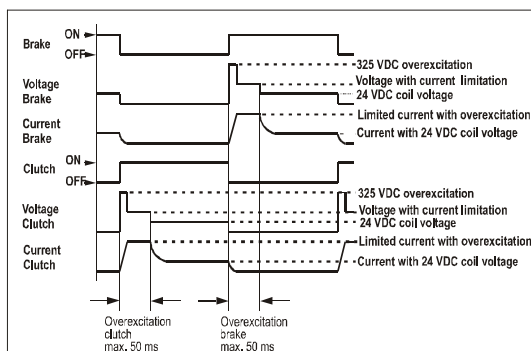 Brake
ON
OFF
325 VDC overexcitation
Voltage
Brake
Voltage with current limitation
24 VDC coil voltage
Current
Brake
Limited current with overexcitation
Current with 24 VDC coil voltage
Clutch
ON
OFF
Voltage
Clutch
325 VDC overexcitation
Voltage with current limitation
24 VDC coil voltage
Current
Clutch
Limited current with overexcitation
Current with 24 VDC coil voltage
Overexcitation
clutch
max. 50 ms
Overexcitation
brake
max. 50 ms